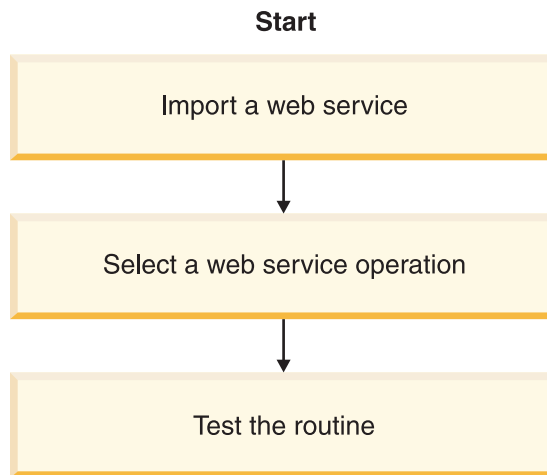 Start
Import a web service
Select a web service operation
Test the routine